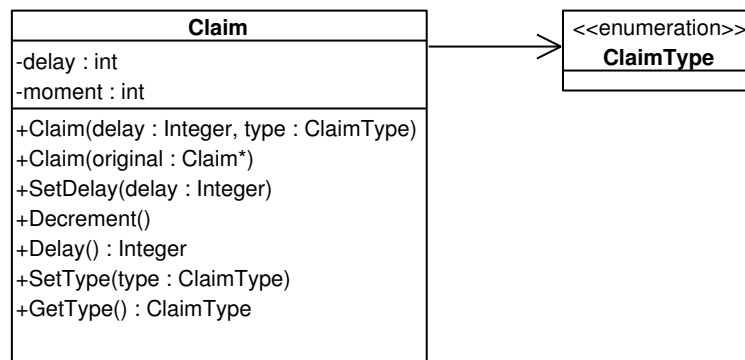 Claim
-delay : int
-moment : int
+Claim(delay : Integer, type : ClaimType)
+Claim(original : Claim*)
+SetDelay(delay : Integer)
+Decrement()
+Delay() : Integer
+SetType(type : ClaimType)
+GetType() : ClaimType
<<enumeration>>
ClaimType